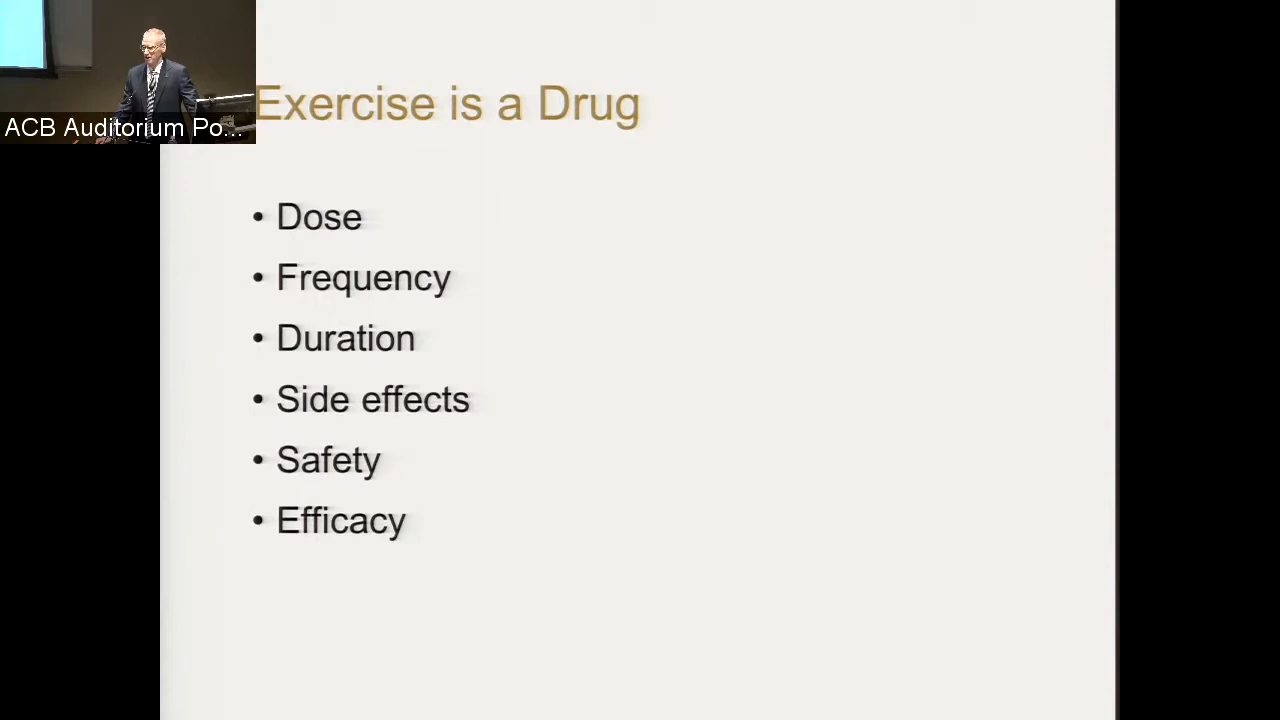 Exercise is a Drug
ACB Auditorium Po...
• Dose
• Frequency
• Duration
• Side effects
• Safety
• Efficacy